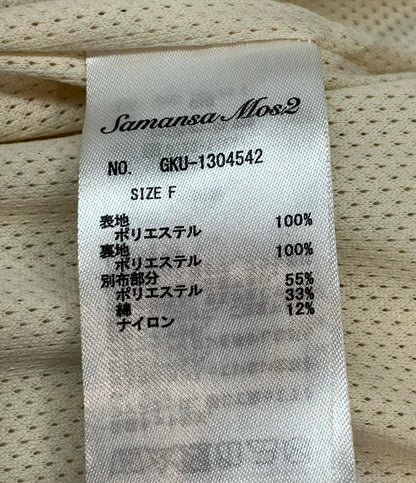 Samansa Mos2
NO. GKU-1304542
SIZE F
表地
ポリエステル 100%
裏地
ポリエステル 100%
別布部分
ポリエステル 55%
綿 33%
ナイロン 12%